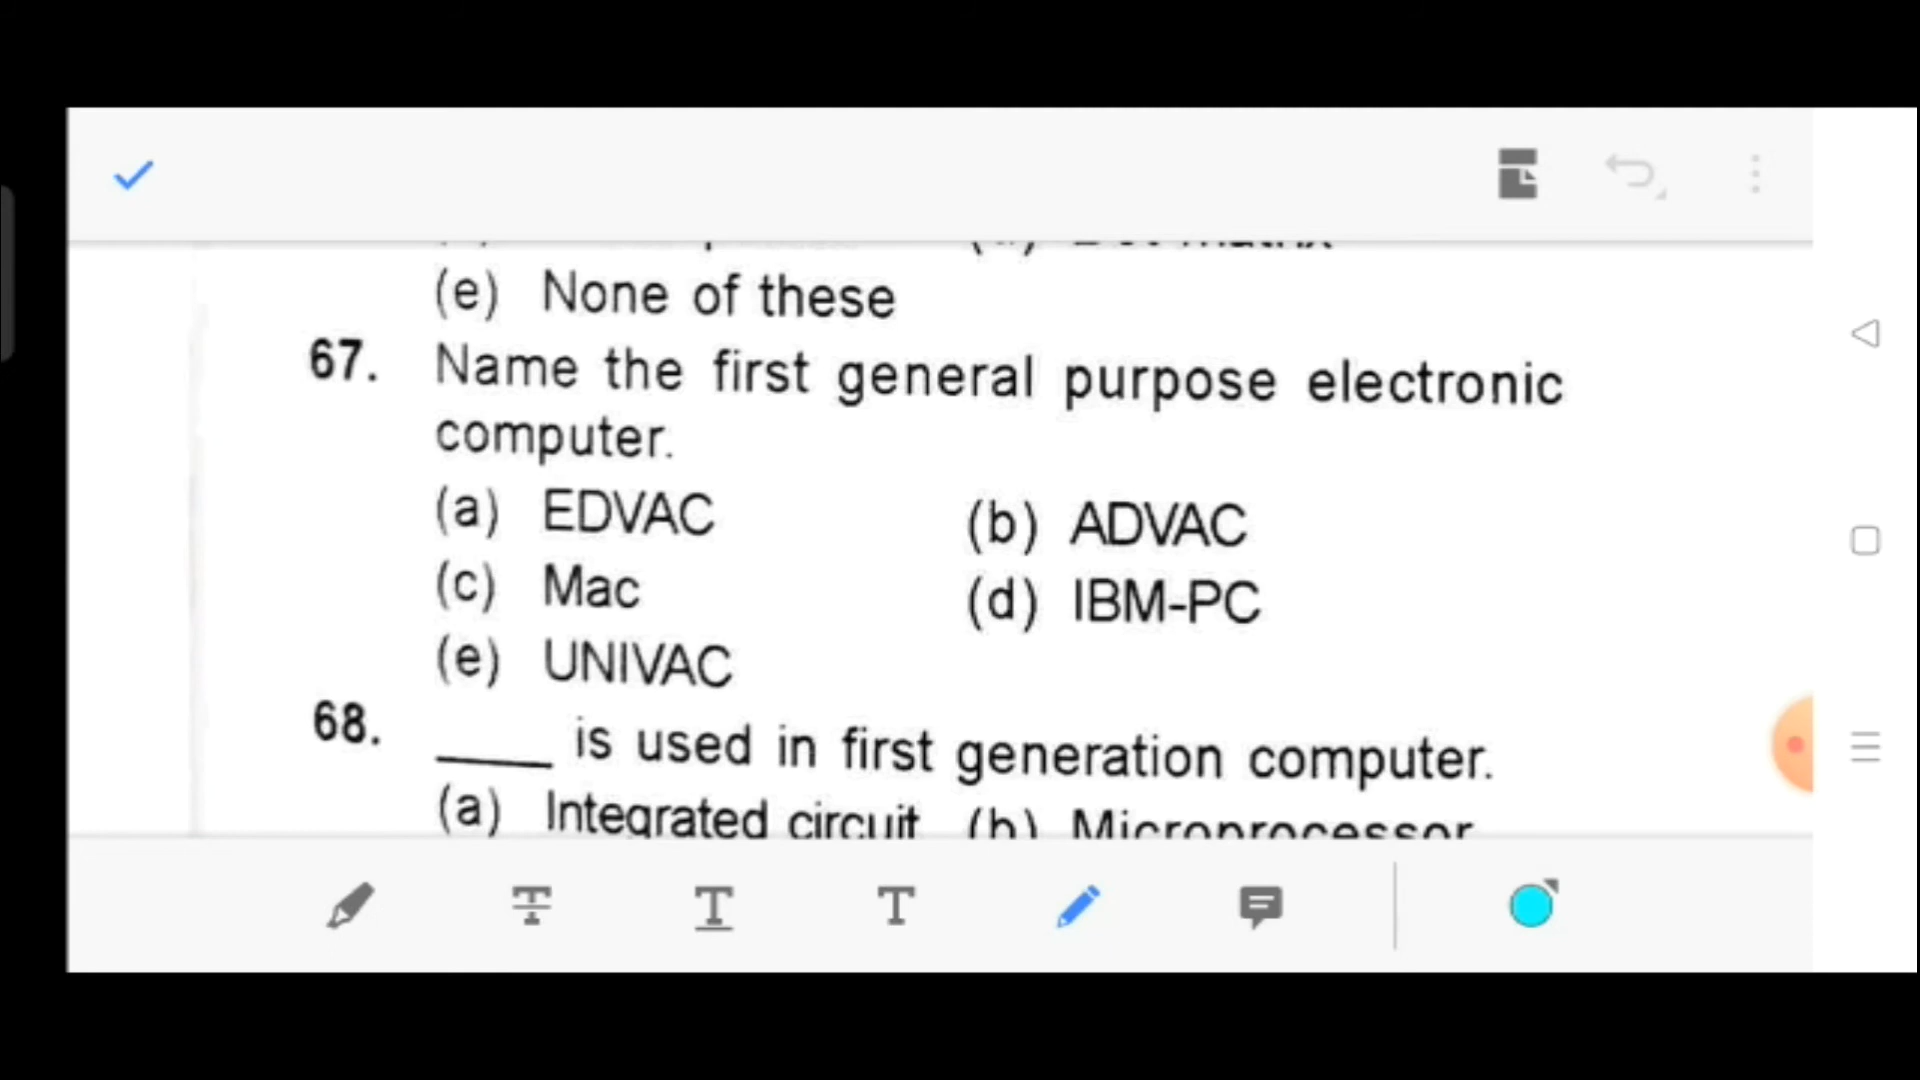 (e) None of these
67. Name the first general purpose electronic
computer.
(a) EDVAC (b) ADVAC
(c) Mac (d) IBM-PC
(e) UNIVAC
68. ____ is used in first generation computer.
(a) Integrated circuit (b) Microprocessor